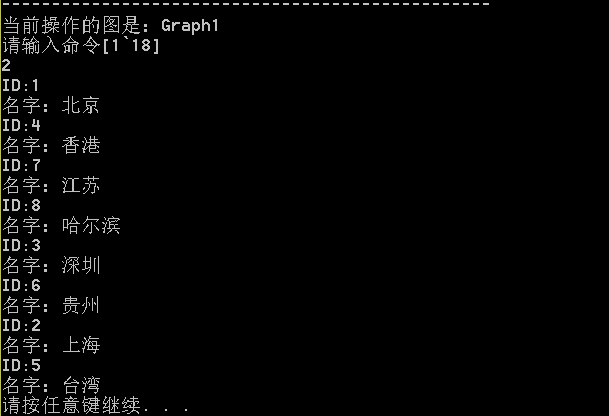 --------------------------------------------------
当前操作的图是：Graph1
请输入命令[1`18]
2
ID:1
名字：北京
ID:4
名字：香港
ID:7
名字：江苏
ID:8
名字：哈尔滨
ID:3
名字：深圳
ID:6
名字：贵州
ID:2
名字：上海
ID:5
名字：台湾
请按任意键继续. . .